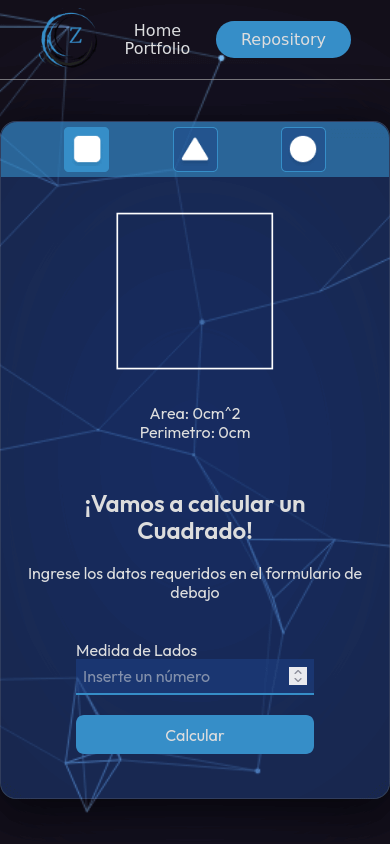 Z
Home
Portfolio
Repository
Area: 0cm^2
Perimetro: 0cm
¡Vamos a calcular un
Cuadrado!
Ingrese los datos requeridos en el formulario de
debajo
Medida de Lados
Inserte un número
Calcular